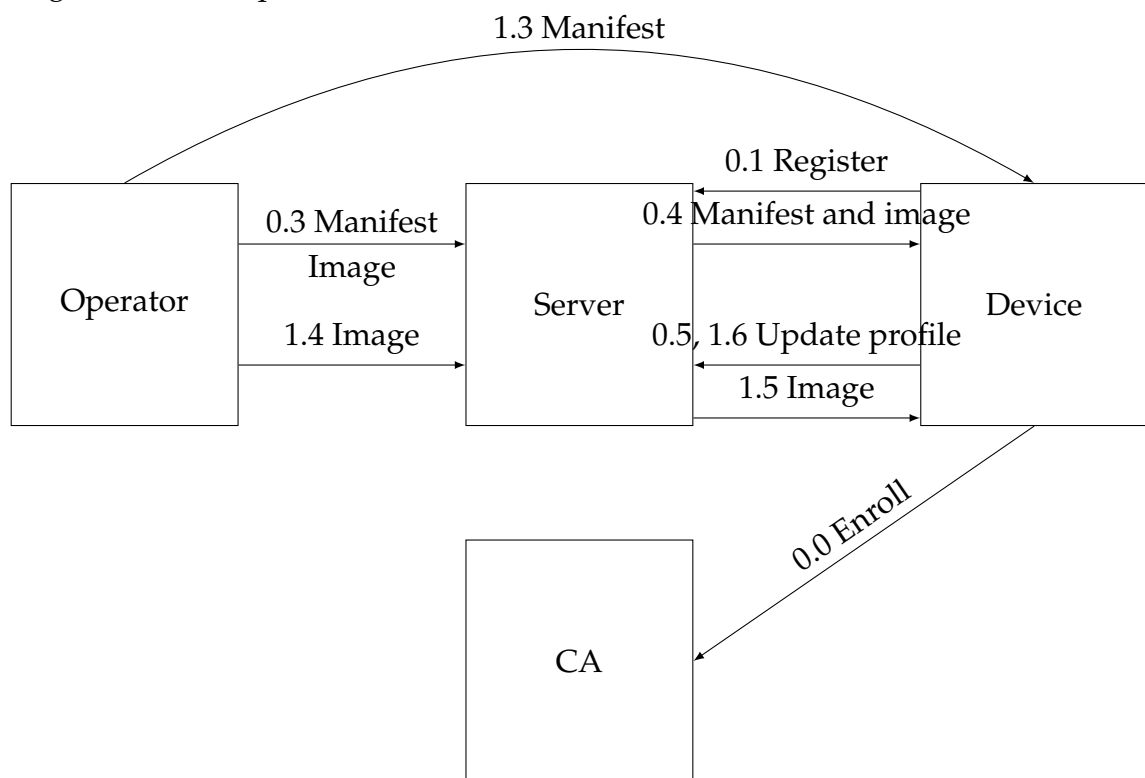 1.3 Manifest
0.1 Register
0.3 Manifest
Image
0.4 Manifest and image
Operator
Server
Device
1.4 Image
0.5, 1.6 Update profile
1.5 Image
0.0 Enroll
CA